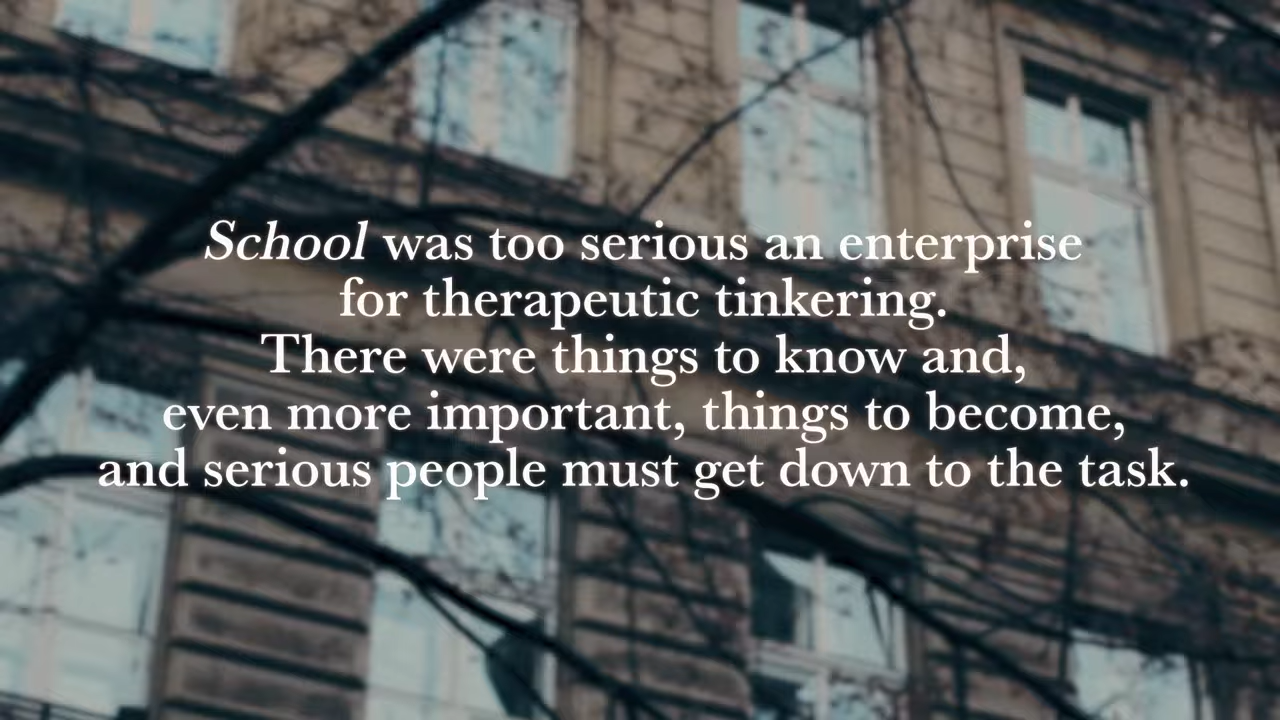 School was too serious an enterprise
for therapeutic tinkering.
There were things to know and,
even more important, things to become,
and serious people must get down to the task.